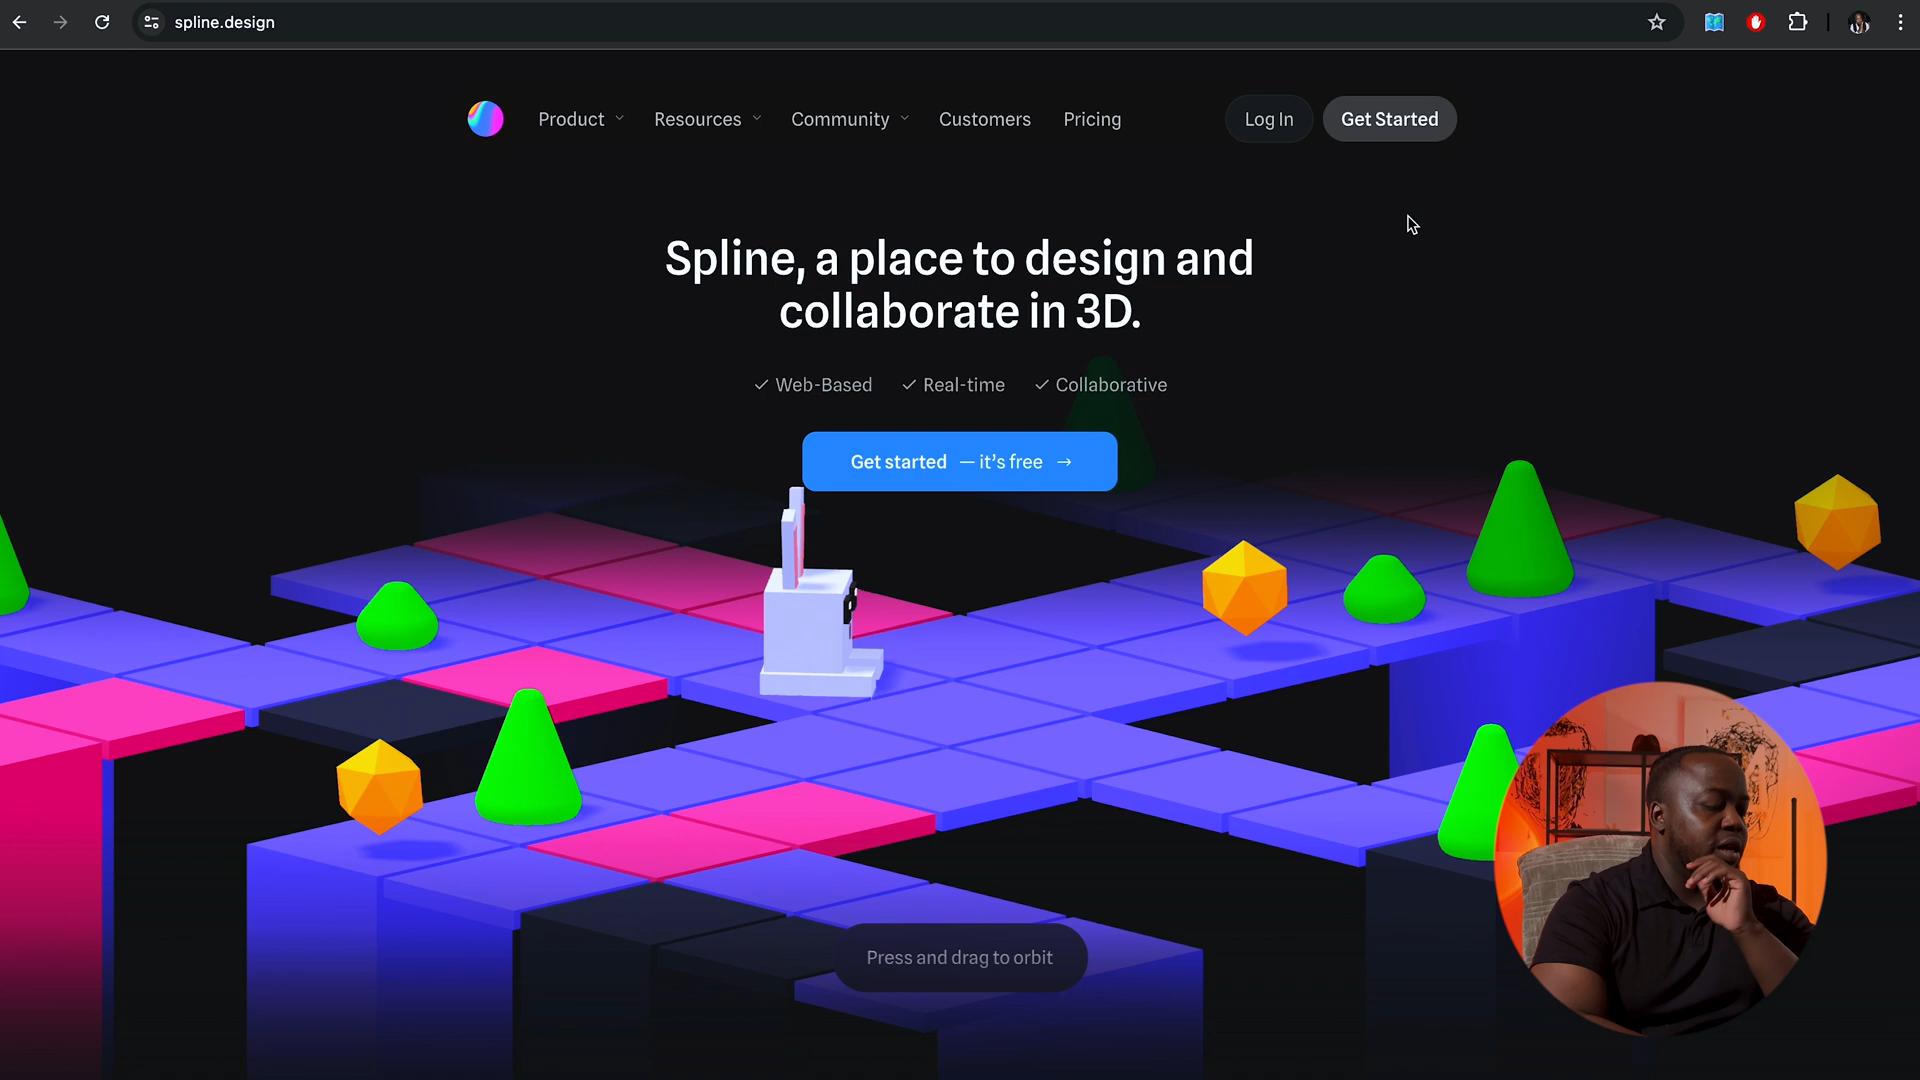 spline.design
Product
Resources
Community
Customers
Pricing
Log In
Get Started
Spline, a place to design and
collaborate in 3D.
Web-Based
Real-time
Collaborative
Get started — it's free →
Press and drag to orbit